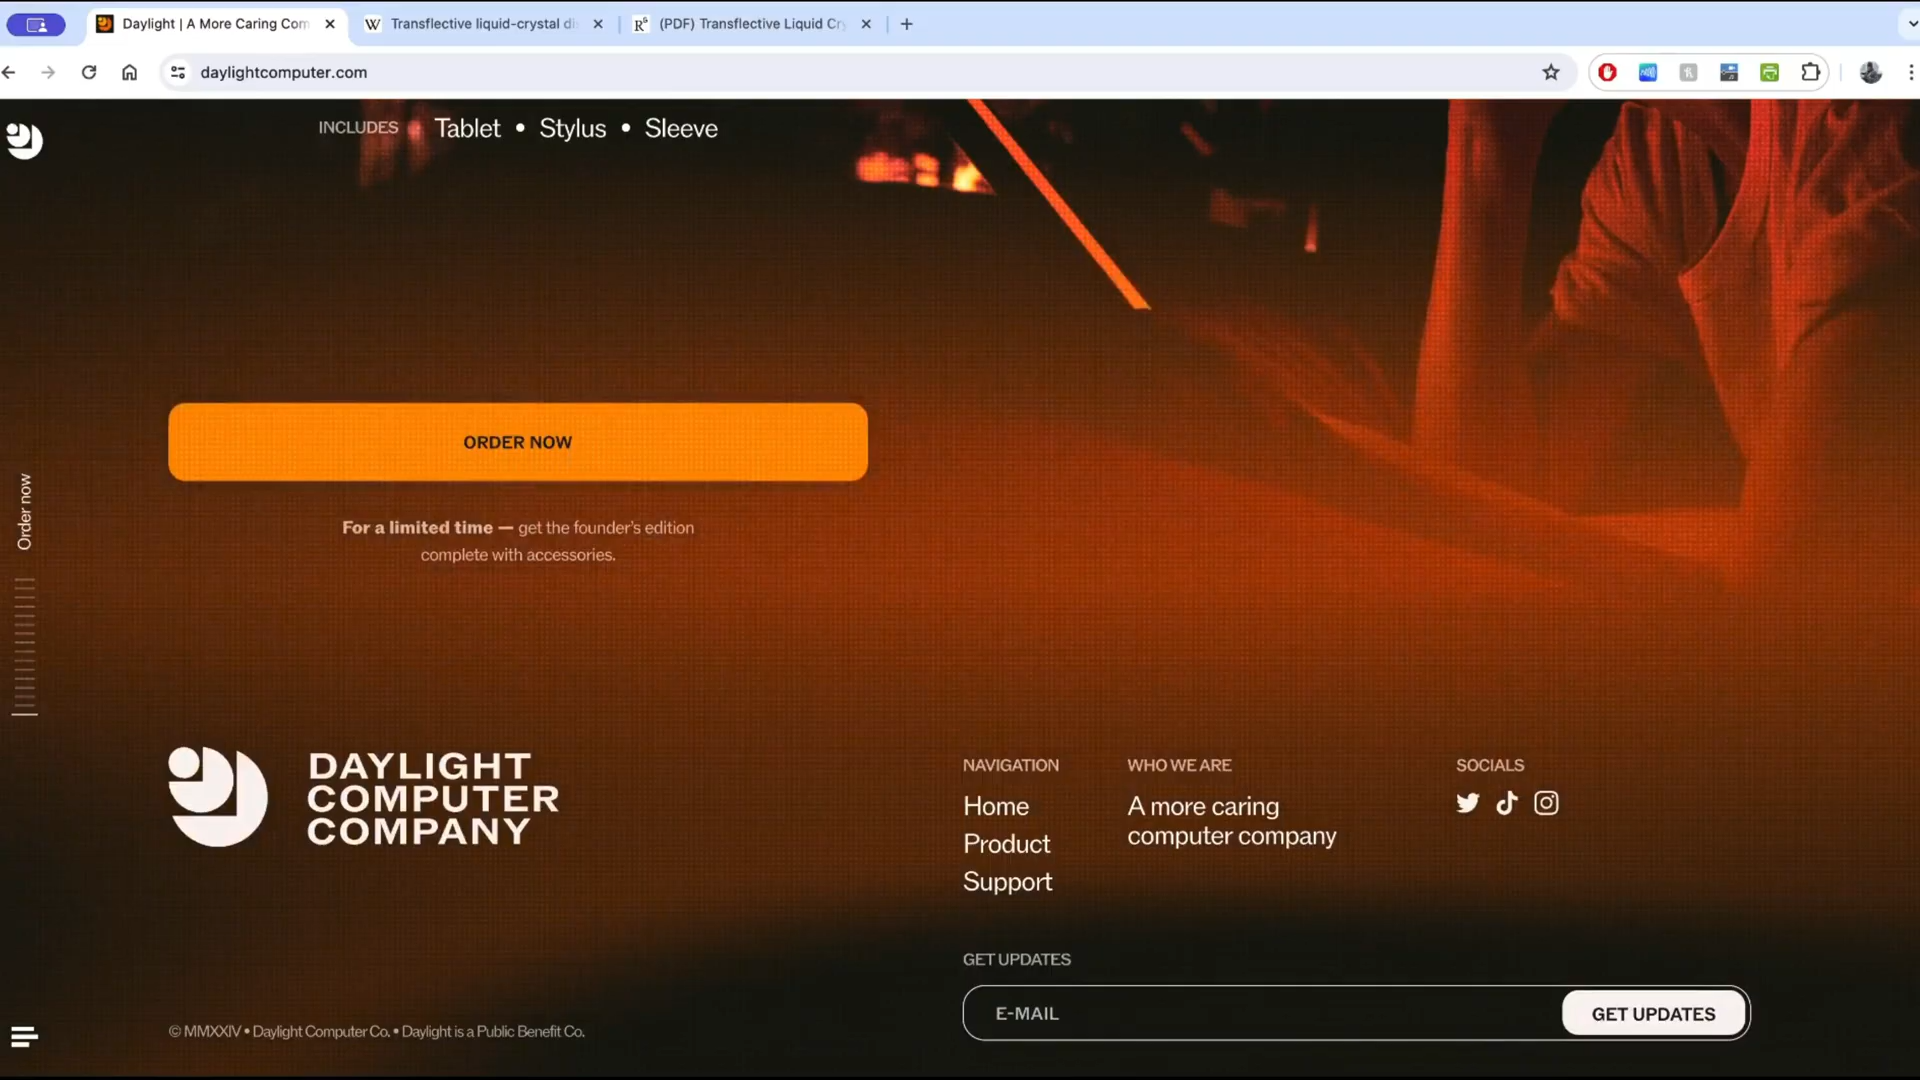 Daylight | A More Caring Com
Transflective liquid-crystal di
(PDF) Transflective Liquid Cry
daylightcomputer.com
INCLUDES Tablet • Stylus • Sleeve
ORDER NOW
For a limited time — get the founder's edition
complete with accessories.
Order now
DAYLIGHT
COMPUTER
COMPANY
NAVIGATION
Home
Product
Support
WHO WE ARE
A more caring
computer company
SOCIALS
GET UPDATES
E-MAIL
GET UPDATES
© MMXXIV • Daylight Computer Co. • Daylight is a Public Benefit Co.